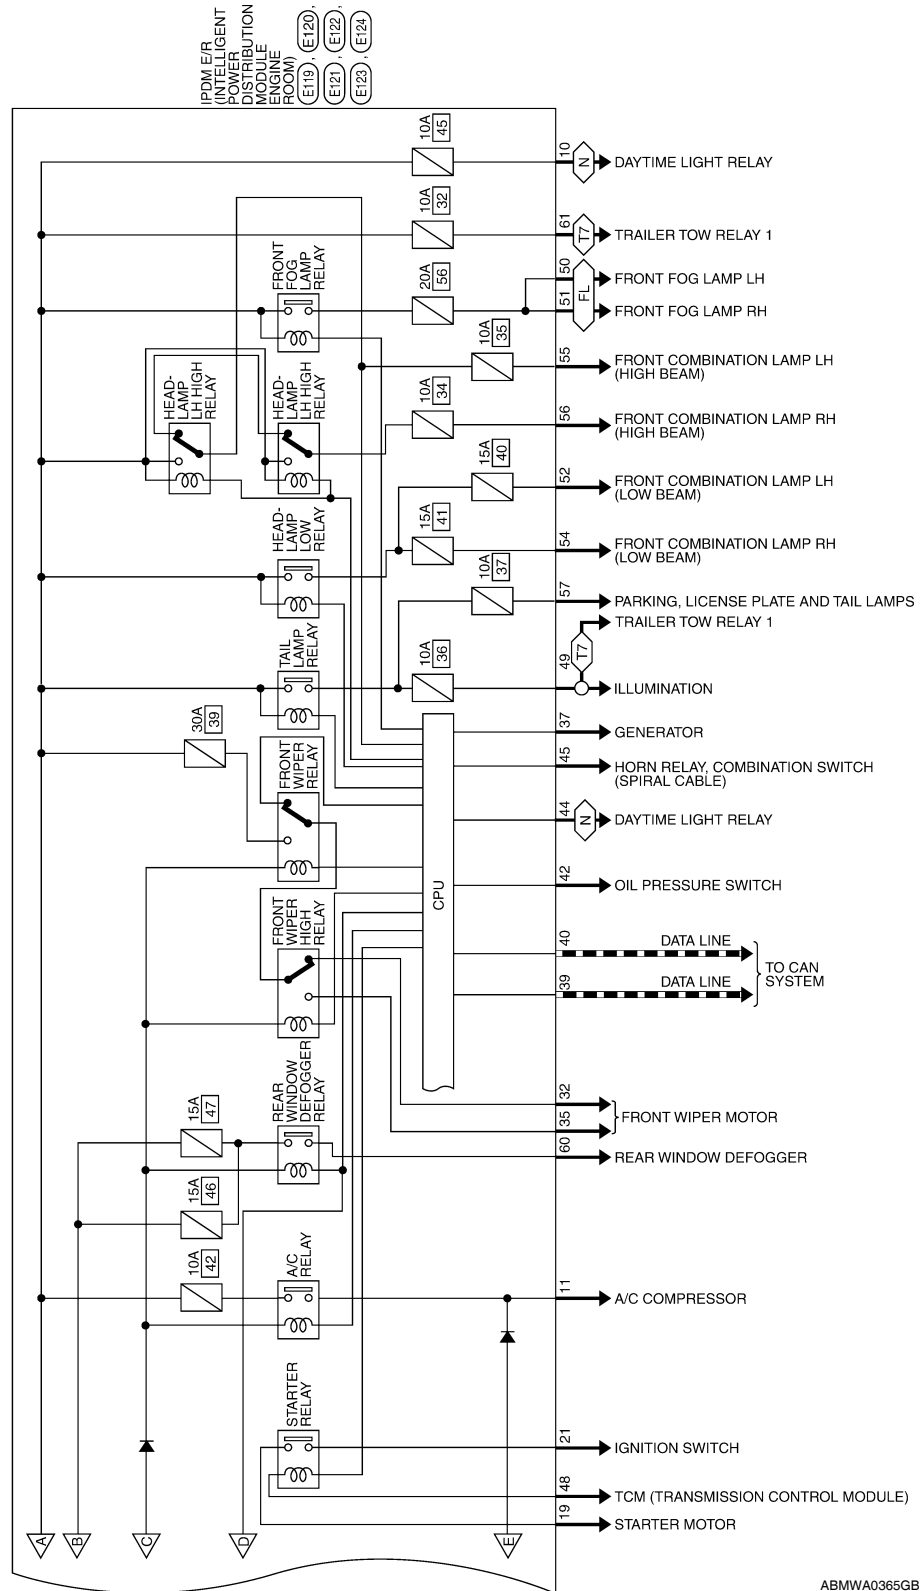 IPDM E/R
(INTELLIGENT
POWER
DISTRIBUTION
MODULE
ENGINE
ROOM)
E119 , E120 ,
E121 , E122 ,
E123 , E124
10A
45
10
N
DAYTIME LIGHT RELAY
10A
32
61
T7
TRAILER TOW RELAY 1
FRONT
FOG
LAMP
RELAY
20A
56
50
51
FL
FRONT FOG LAMP LH
FRONT FOG LAMP RH
10A
35
55
FRONT COMBINATION LAMP LH
(HIGH BEAM)
HEAD-
LAMP
LH HIGH
RELAY
HEAD-
LAMP
LH HIGH
RELAY
10A
34
56
FRONT COMBINATION LAMP RH
(HIGH BEAM)
15A
40
52
FRONT COMBINATION LAMP LH
(LOW BEAM)
HEAD-
LAMP
LOW
RELAY
15A
41
54
FRONT COMBINATION LAMP RH
(LOW BEAM)
10A
37
57
PARKING, LICENSE PLATE AND TAIL LAMPS
TRAILER TOW RELAY 1
TAIL
LAMP
RELAY
10A
36
49
T7
ILLUMINATION
30A
39
FRONT
WIPER
RELAY
37
GENERATOR
45
HORN RELAY, COMBINATION SWITCH
(SPIRAL CABLE)
44
N
DAYTIME LIGHT RELAY
CPU
42
OIL PRESSURE SWITCH
FRONT
WIPER
HIGH
RELAY
40
DATA LINE
39
DATA LINE
TO CAN
SYSTEM
REAR
WINDOW
DEFOGGER
RELAY
32
35
FRONT WIPER MOTOR
15A
47
60
REAR WINDOW DEFOGGER
15A
46
10A
42
A/C
RELAY
11
A/C COMPRESSOR
STARTER
RELAY
21
IGNITION SWITCH
48
TCM (TRANSMISSION CONTROL MODULE)
19
STARTER MOTOR
A
B
C
D
E
ABMWA0365GB